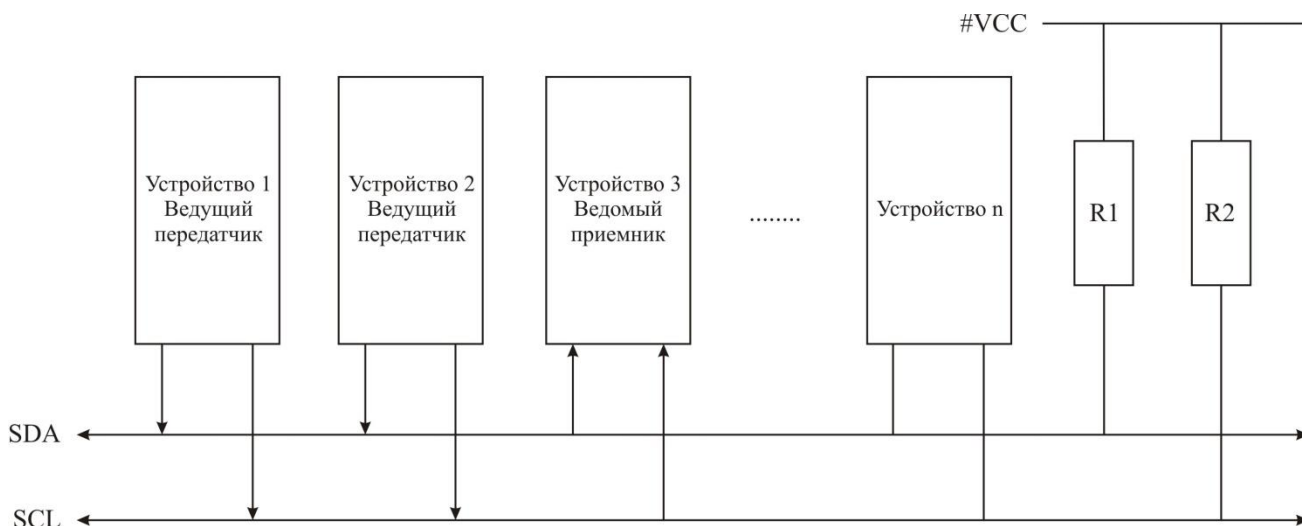 #VCC
Устройство 1
Ведущий
передатчик
Устройство 2
Ведущий
передатчик
Устройство 3
Ведомый
приемник
........
Устройство n
R1
R2
SDA
SCL